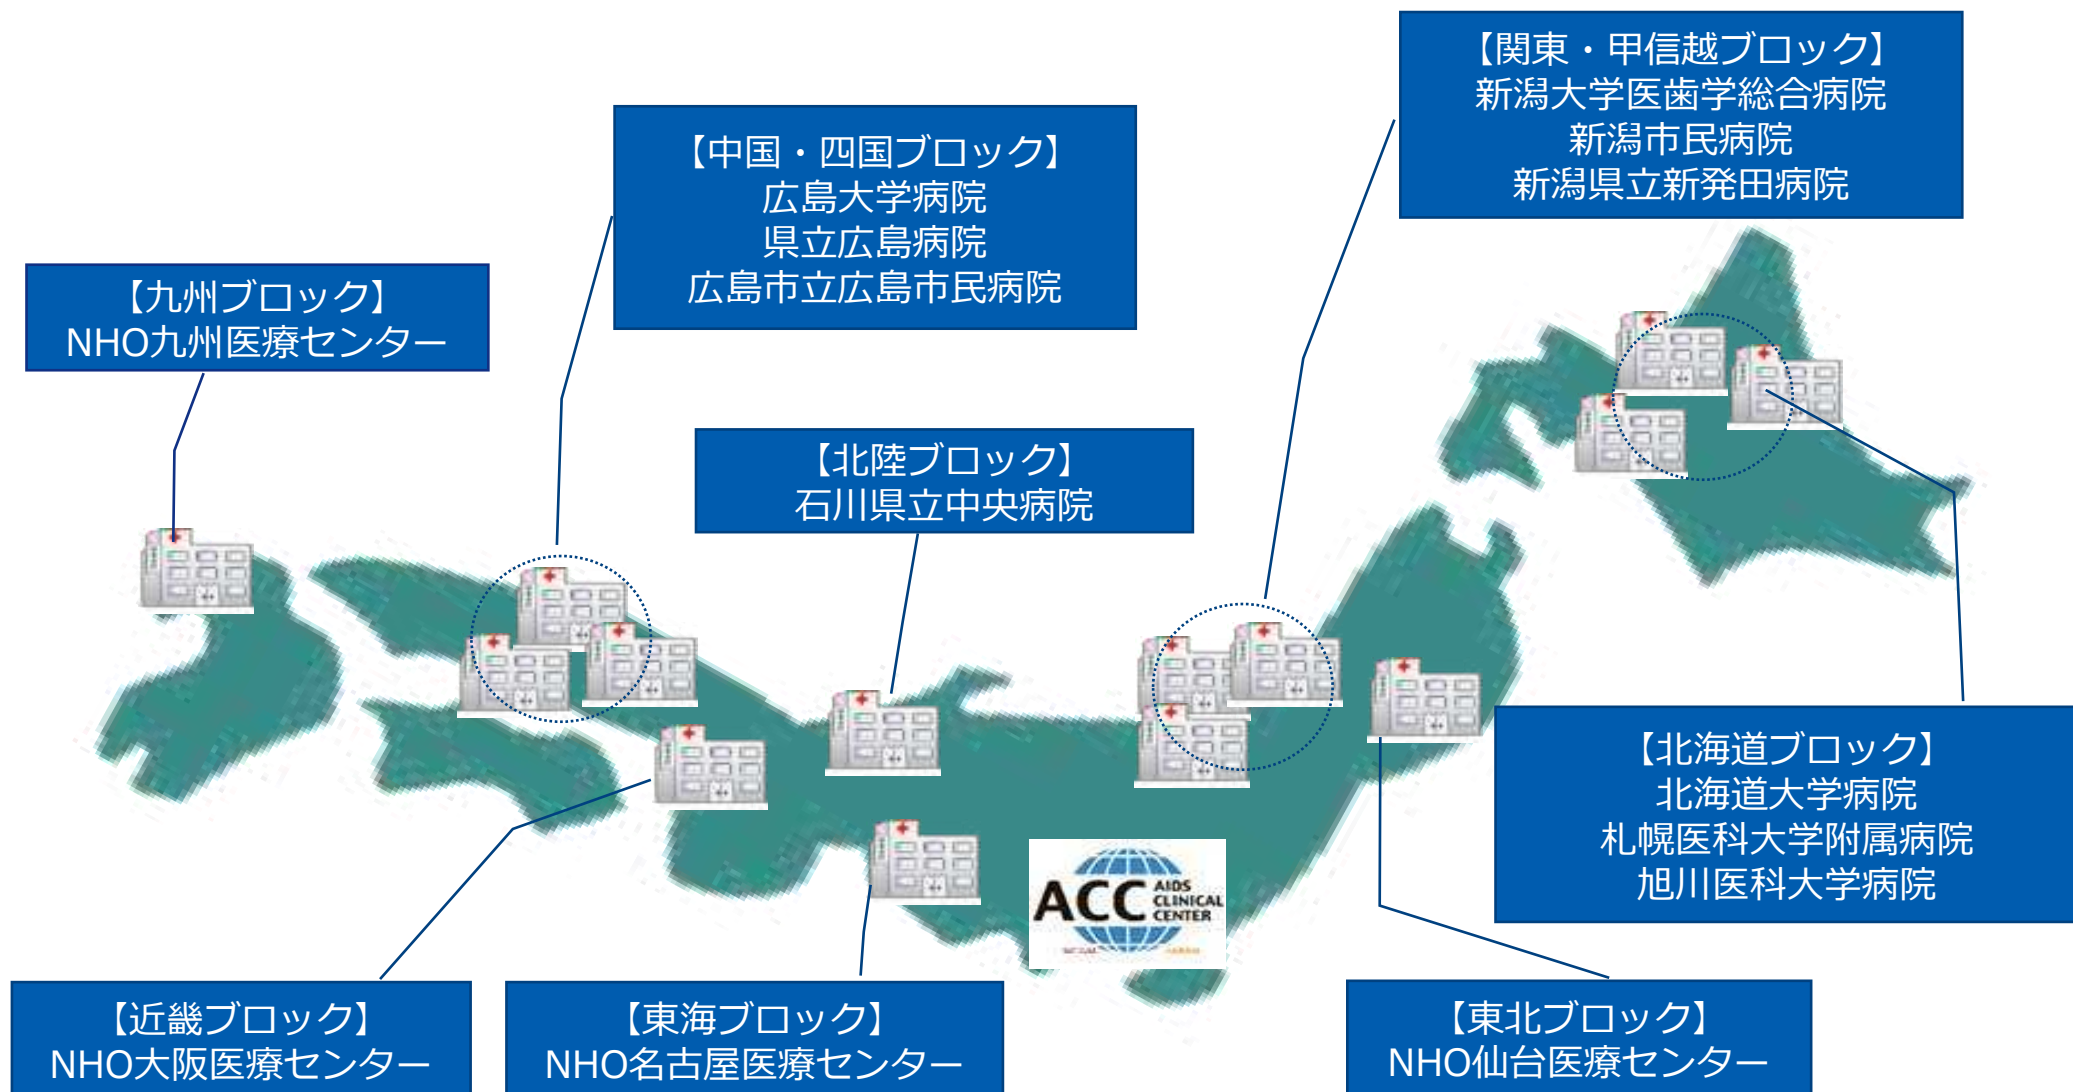 【関東・甲信越ブロック】
新潟大学医歯学総合病院
新潟市民病院
新潟県立新発田病院
【中国・四国ブロック】
広島大学病院
県立広島病院
広島市立広島市民病院
【九州ブロック】
NHO九州医療センター
【北陸ブロック】
石川県立中央病院
【北海道ブロック】
北海道大学病院
札幌医科大学附属病院
旭川医科大学病院
ACC
AIDS
CLINICAL
CENTER
【近畿ブロック】
NHO大阪医療センター
【東海ブロック】
NHO名古屋医療センター
【東北ブロック】
NHO仙台医療センター